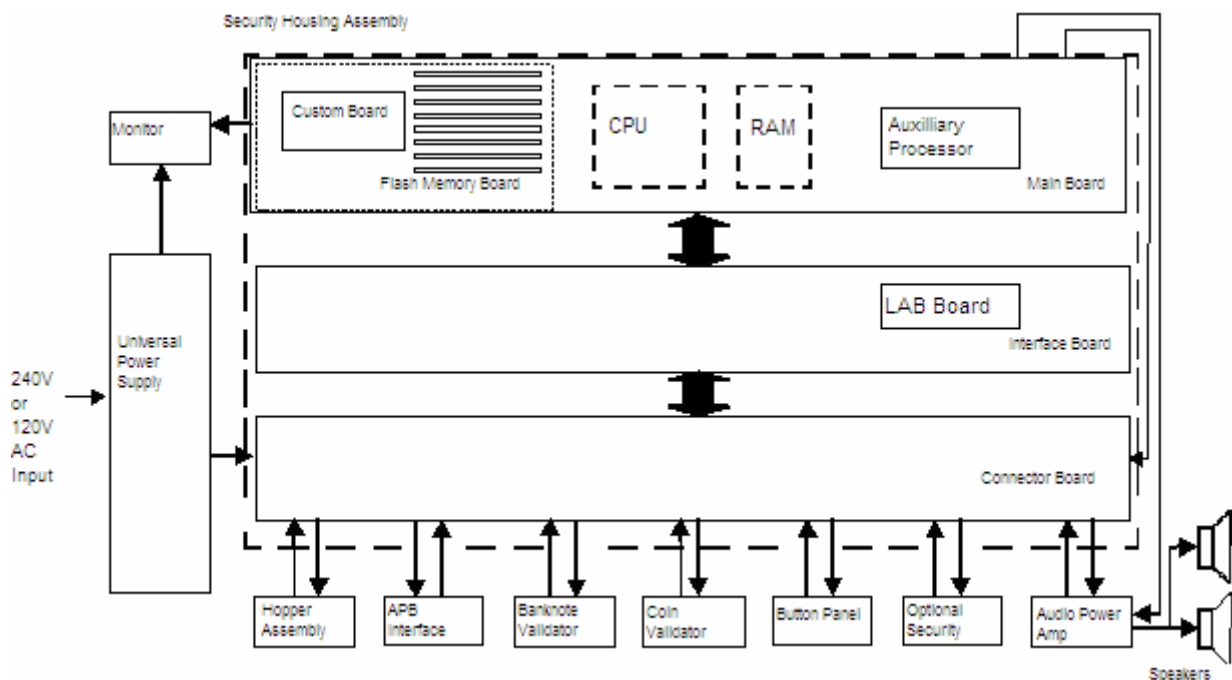 Security Housing Assembly
Custom Board
CPU
RAM
Auxilliary
Processor
Monitor
Flash Memory Board
Main Board
LAB Board
Interface Board
Universal
Power
Supply
240V
or
120V
AC
Input
Connector Board
Hopper
Assembly
APB
Interface
Banknote
Validator
Coin
Validator
Button Panel
Optional
Security
Audio Power
Amp
Speakers